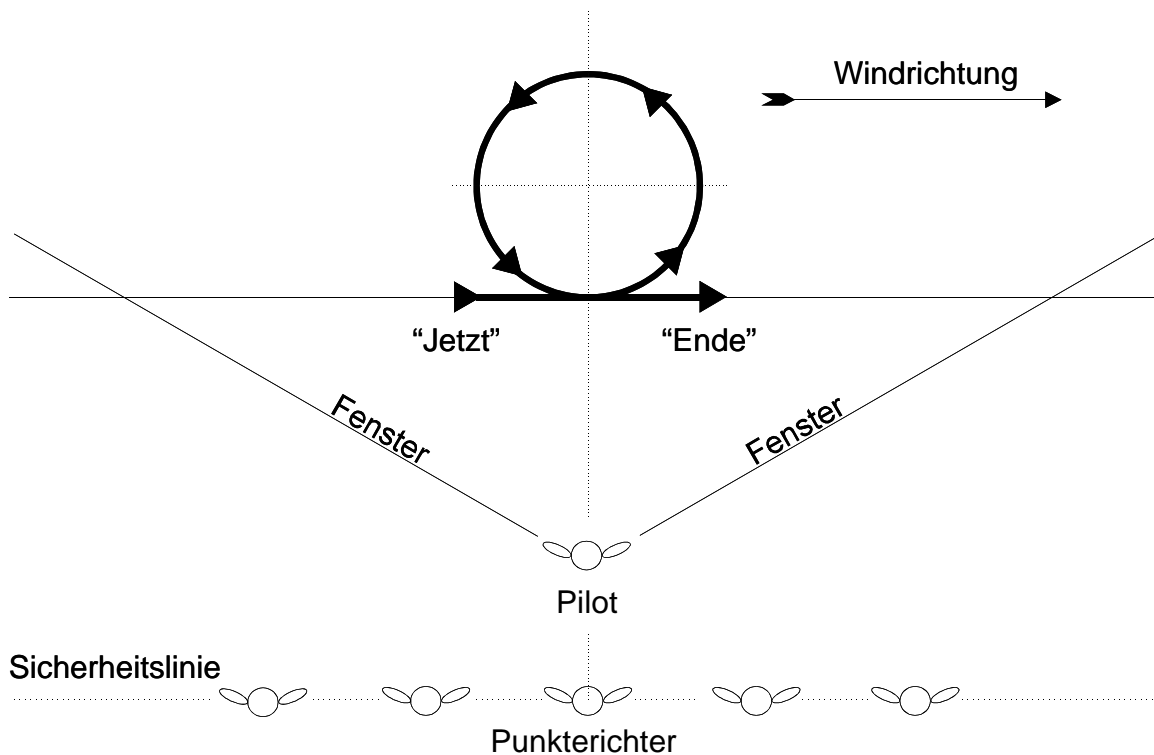 Windrichtung
“Jetzt”
“Ende”
Fenster
Fenster
Pilot
Sicherheitslinie
Punkterichter